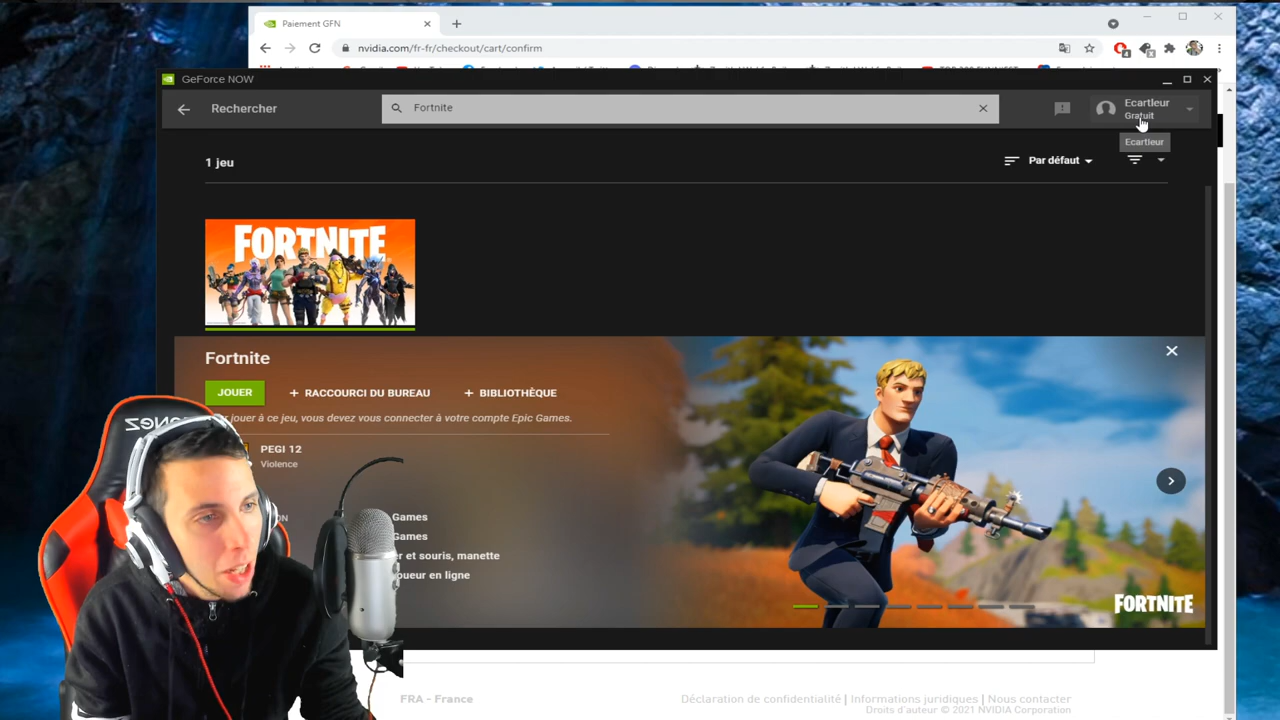 Paiement GFN
nvidia.com/fr-fr/checkout/cart/confirm
4
GeForce NOW
Rechercher
Fortnite
Ecartleur
Gratuit
Ecartleur
1 jeu
Par défaut
FORTNITE
Fortnite
JOUER
+ RACCOURCI DU BUREAU
+ BIBLIOTHÈQUE
jouer à ce jeu, vous devez vous connecter à votre compte Epic Games.
PEGI 12
Violence
Games
Games
er et souris, manette
joueur en ligne
FORTNITE
FRA - France
Déclaration de confidentialité | Informations juridiques | Nous contacter
Droits d'auteur © 2021 NVIDIA Corporation